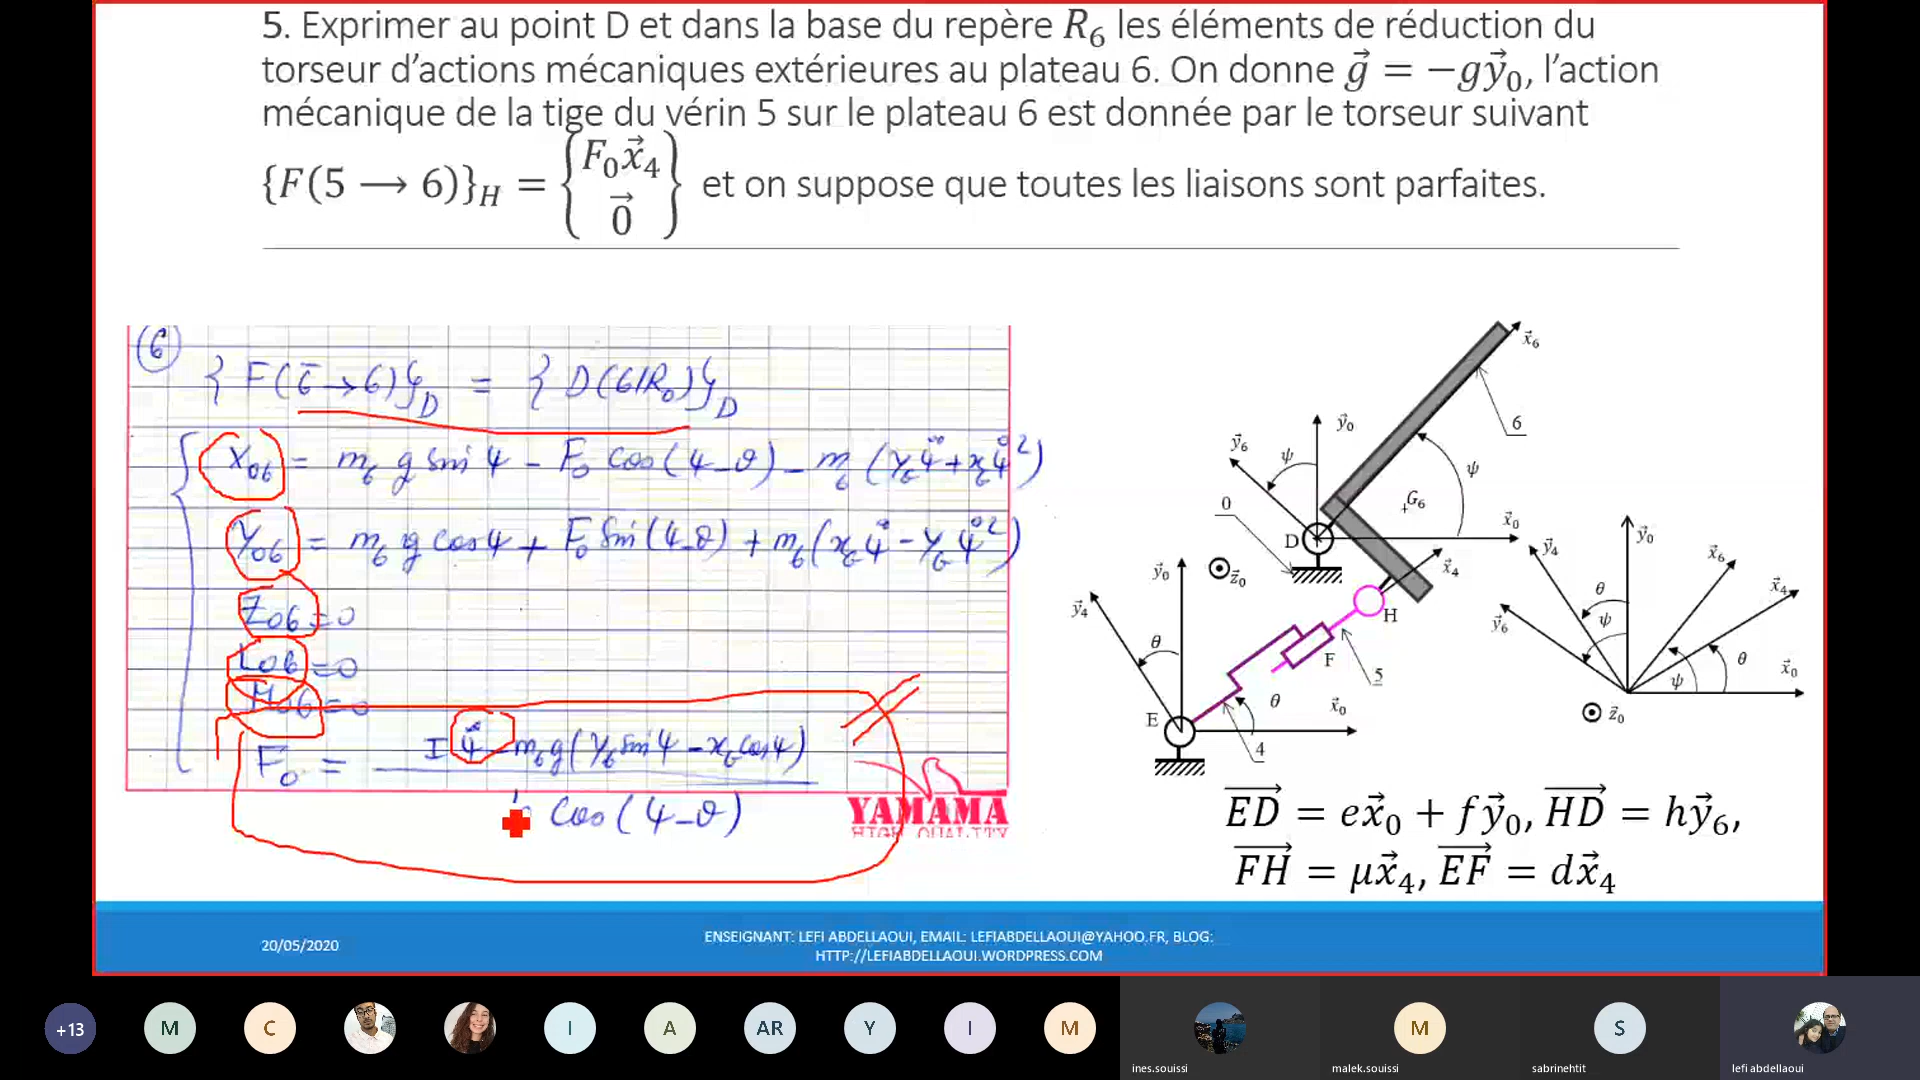 5. Exprimer au point D et dans la base du repère R₆ les éléments de réduction du
torseur d’actions mécaniques extérieures au plateau 6. On donne g⃗ = −gy⃗₀, l’action
mécanique de la tige du vérin 5 sur le plateau 6 est donnée par le torseur suivant
{F(5 ⟶ 6)}_H = {F₀x⃗₄ 0⃗} et on suppose que toutes les liaisons sont parfaites.
6
{F(6̄→6)}_D = {D(6/R₀)}_D
X₀₆ = m₆ g sin ψ − F₀ cos(ψ−θ) − m₆ (y₆ψ̈ + x₆ψ̇²)
Y₀₆ = m₆ g cos ψ + F₀ sin(ψ−θ) + m₆(x₆ψ̈ − y₆ψ̇²)
Z₀₆ = 0
L₀₆ = 0
M₀₆ = 0
F₀ = I ψ̈ − m₆g(y₆ sin ψ − x₆ cos ψ)
cos(ψ−θ)
YAMAMA
HIGH QUALITY
x⃗₆
6
y⃗₀
y⃗₆
ψ
ψ
G₆
0
x⃗₀
D
x⃗₄
y⃗₀
z⃗₀
y⃗₄
H
θ
F
5
θ
x⃗₀
E
4
y⃗₀
y⃗₄
x⃗₆
x⃗₄
θ
ψ
y⃗₆
θ
x⃗₀
ψ
z⃗₀
ED⃗ = ex⃗₀ + fy⃗₀, HD⃗ = hy⃗₆,
FH⃗ = μx⃗₄, EF⃗ = dx⃗₄
20/05/2020
ENSEIGNANT: LEFI ABDELLAOUI, EMAIL: LEFIABDELLAOUI@YAHOO.FR, BLOG:
HTTP://LEFIABDELLAOUI.WORDPRESS.COM
+13
M
C
I
A
AR
Y
I
M
M
S
ines.souissi
malek.souissi
sabrinehtit
lefi abdellaoui